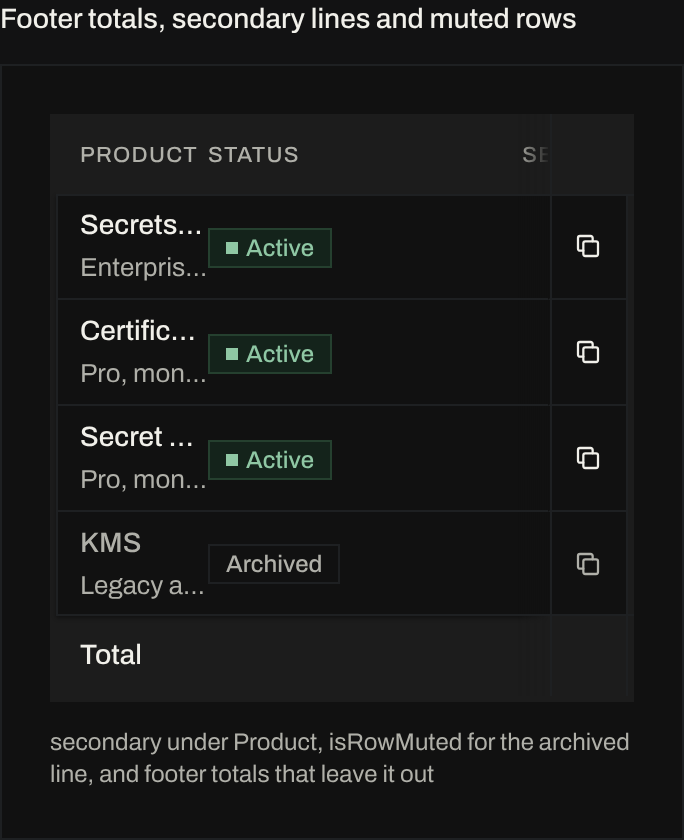 Footer totals, secondary lines and muted rows
PRODUCT STATUS SE
Secrets...
Enterpris...
Active
Certific...
Pro, mon...
Active
Secret ...
Pro, mon...
Active
KMS
Legacy a...
Archived
Total
secondary under Product, isRowMuted for the archived
line, and footer totals that leave it out